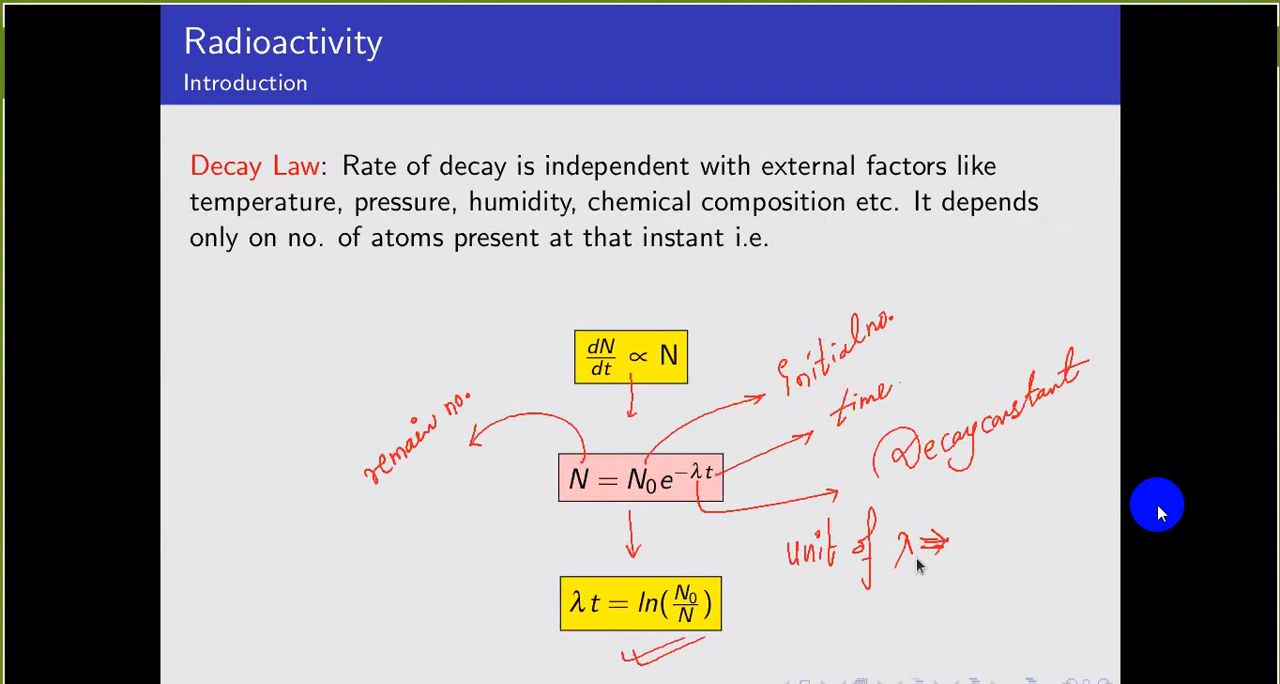 Radioactivity
Introduction
Decay Law: Rate of decay is independent with external factors like
temperature, pressure, humidity, chemical composition etc. It depends
only on no. of atoms present at that instant i.e.
dN/dt ∝ N
Initial no.
time
remain no.
Decay constant
N = N₀e^(−λt)
unit of λ ⇒
λt = ln(N₀/N)